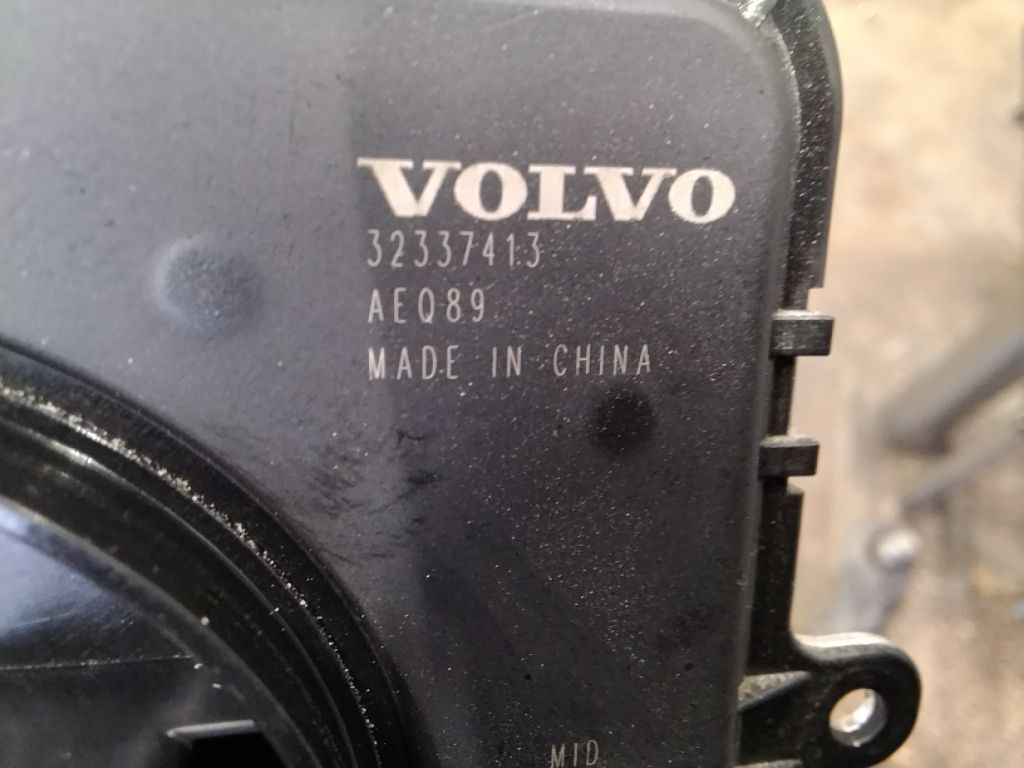 VOLVO
32337413
AEQ89
MADE IN CHINA
MID